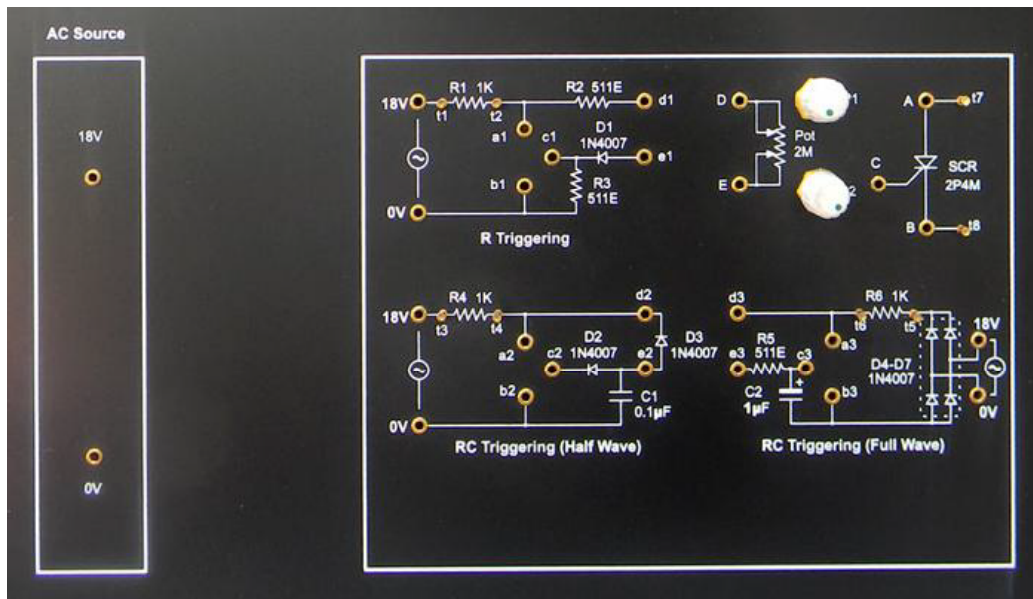 AC Source
18V
0V
R1 1K
R2 511E
18V
t1
t2
d1
a1
c1
D1
1N4007
e1
b1
R3
511E
0V
R Triggering
D
Pot
2M
E
A
t7
C
SCR
2P4M
B
t8
R4 1K
d2
18V
t3
t4
a2
c2
D2
1N4007
e2
D3
1N4007
b2
C1
0.1µF
0V
RC Triggering (Half Wave)
d3
R6 1K
t6
t5
18V
a3
R5
511E
e3
c3
D4-D7
1N4007
C2
1µF
+
b3
0V
RC Triggering (Full Wave)